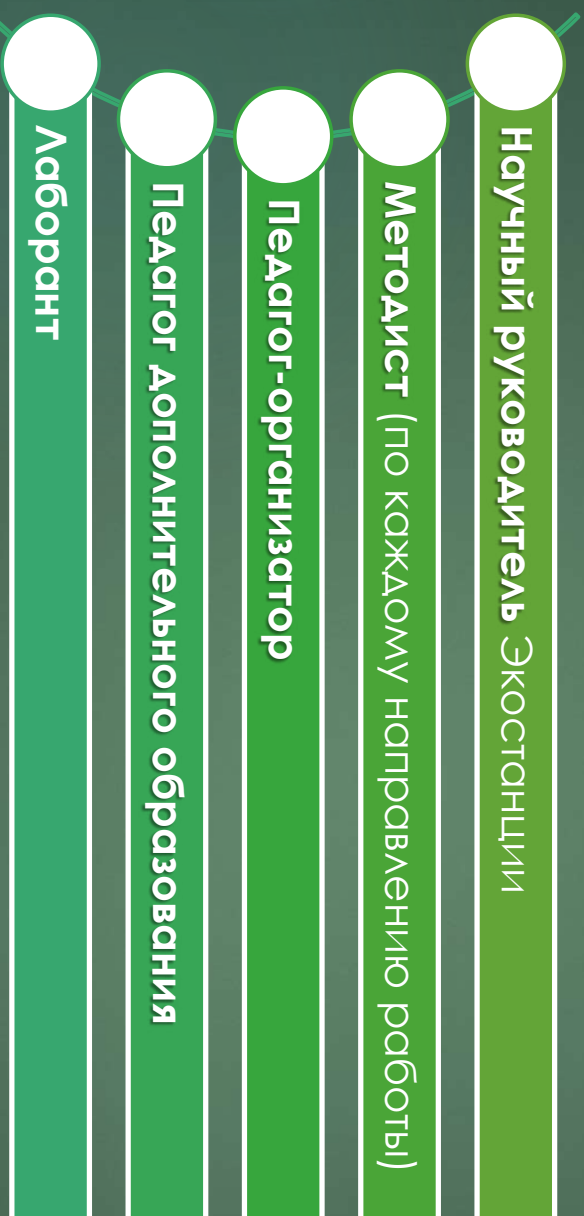 Научный руководитель Экостанции
Методист (по каждому направлению работы)
Педагог-организатор
Педагог дополнительного образования
Лаборант